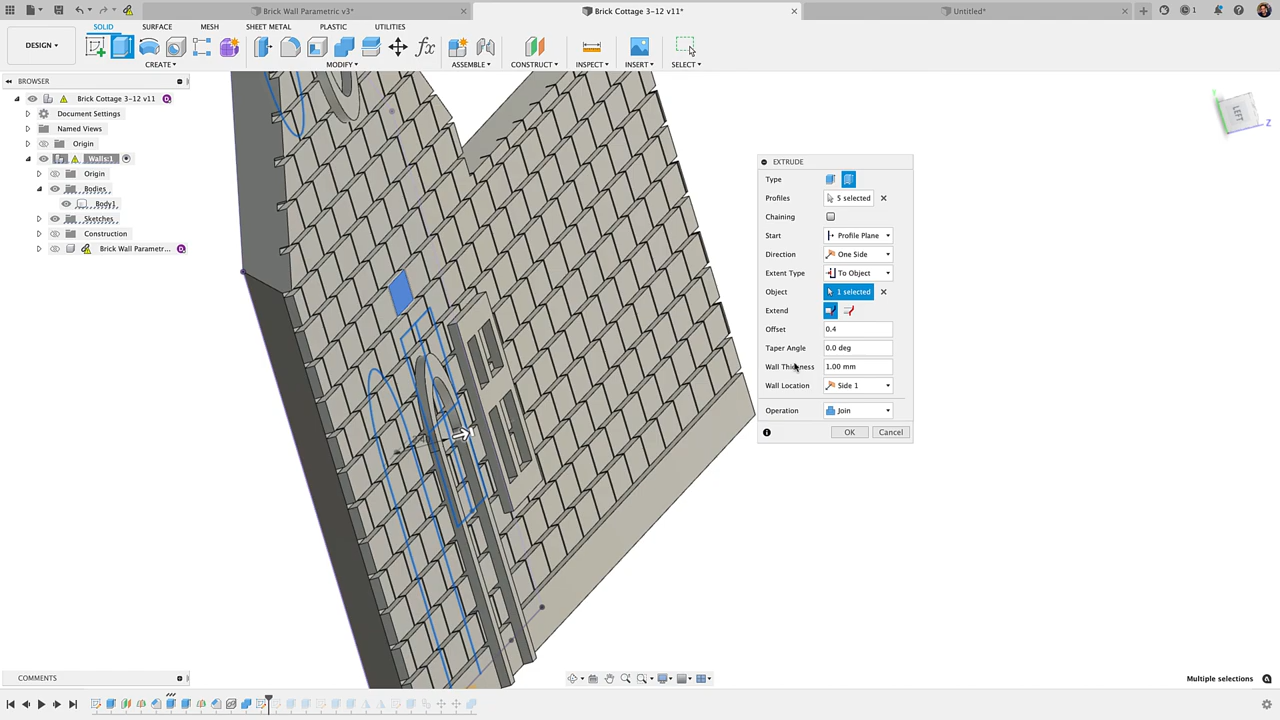 Brick Wall Parametric v3*
Brick Cottage 3-12 v11*
Untitled*
1
DESIGN
SOLID
SURFACE
MESH
SHEET METAL
PLASTIC
UTILITIES
CREATE
MODIFY
ASSEMBLE
CONSTRUCT
INSPECT
INSERT
SELECT
BROWSER
Brick Cottage 3-12 v11
Document Settings
Named Views
Origin
Walls:1
Origin
Bodies
Body1
Sketches
Construction
Brick Wall Parametr...
LEFT
Z
EXTRUDE
Type
Profiles 5 selected
Chaining
Start Profile Plane
Direction One Side
Extent Type To Object
Object 1 selected
Extend
Offset 0.4
Taper Angle 0.0 deg
Wall Thickness 1.00 mm
Wall Location Side 1
Operation Join
OK Cancel
COMMENTS
Multiple selections